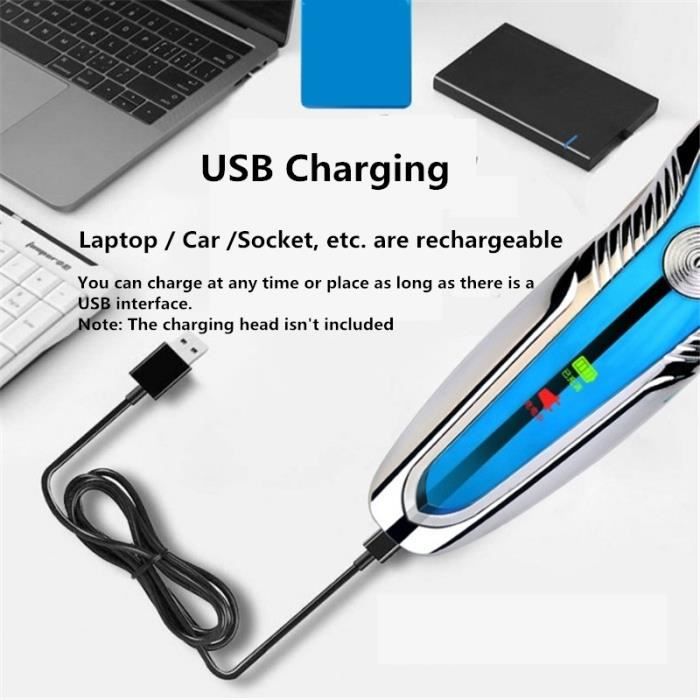 USB Charging
Laptop / Car /Socket, etc. are rechargeable
You can charge at any time or place as long as there is a
USB interface.
Note: The charging head isn't included